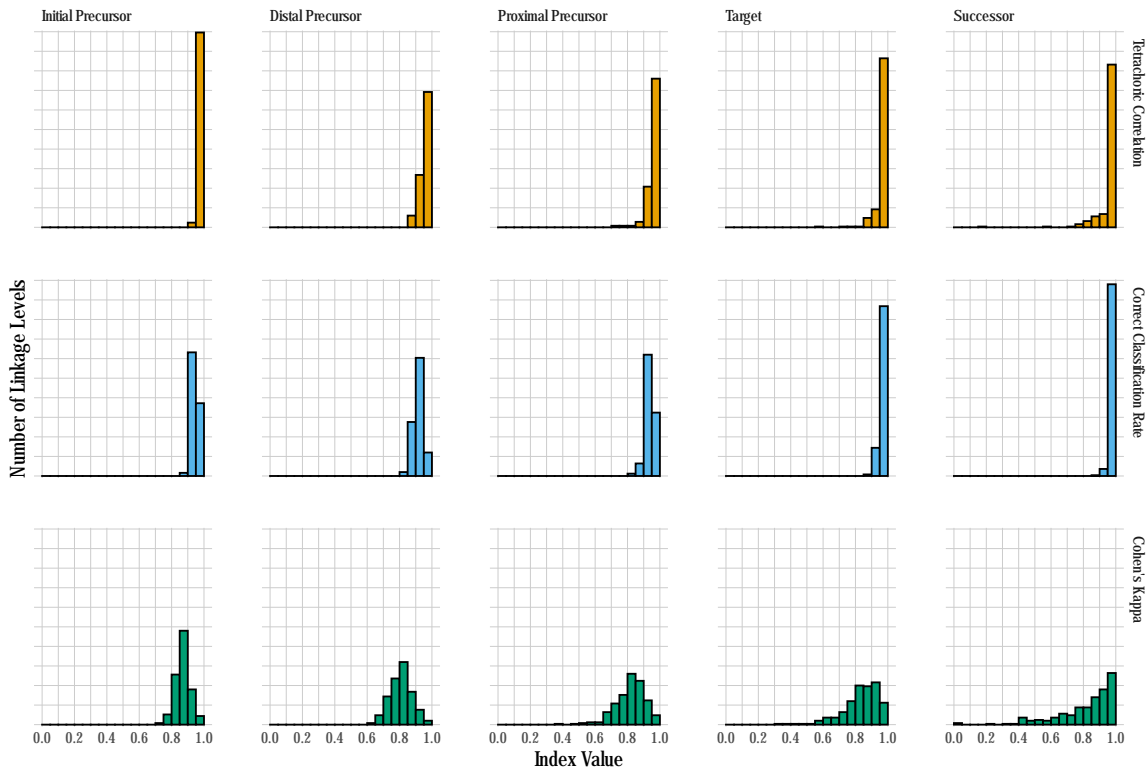 Initial Precursor
Distal Precursor
Proximal Precursor
Target
Successor
Tetrachoric Correlation
Correct Classification Rate
Cohen's Kappa
Number of Linkage Levels
0.0 0.2 0.4 0.6 0.8 1.0
0.0 0.2 0.4 0.6 0.8 1.0
0.0 0.2 0.4 0.6 0.8 1.0
0.0 0.2 0.4 0.6 0.8 1.0
0.0 0.2 0.4 0.6 0.8 1.0
Index Value